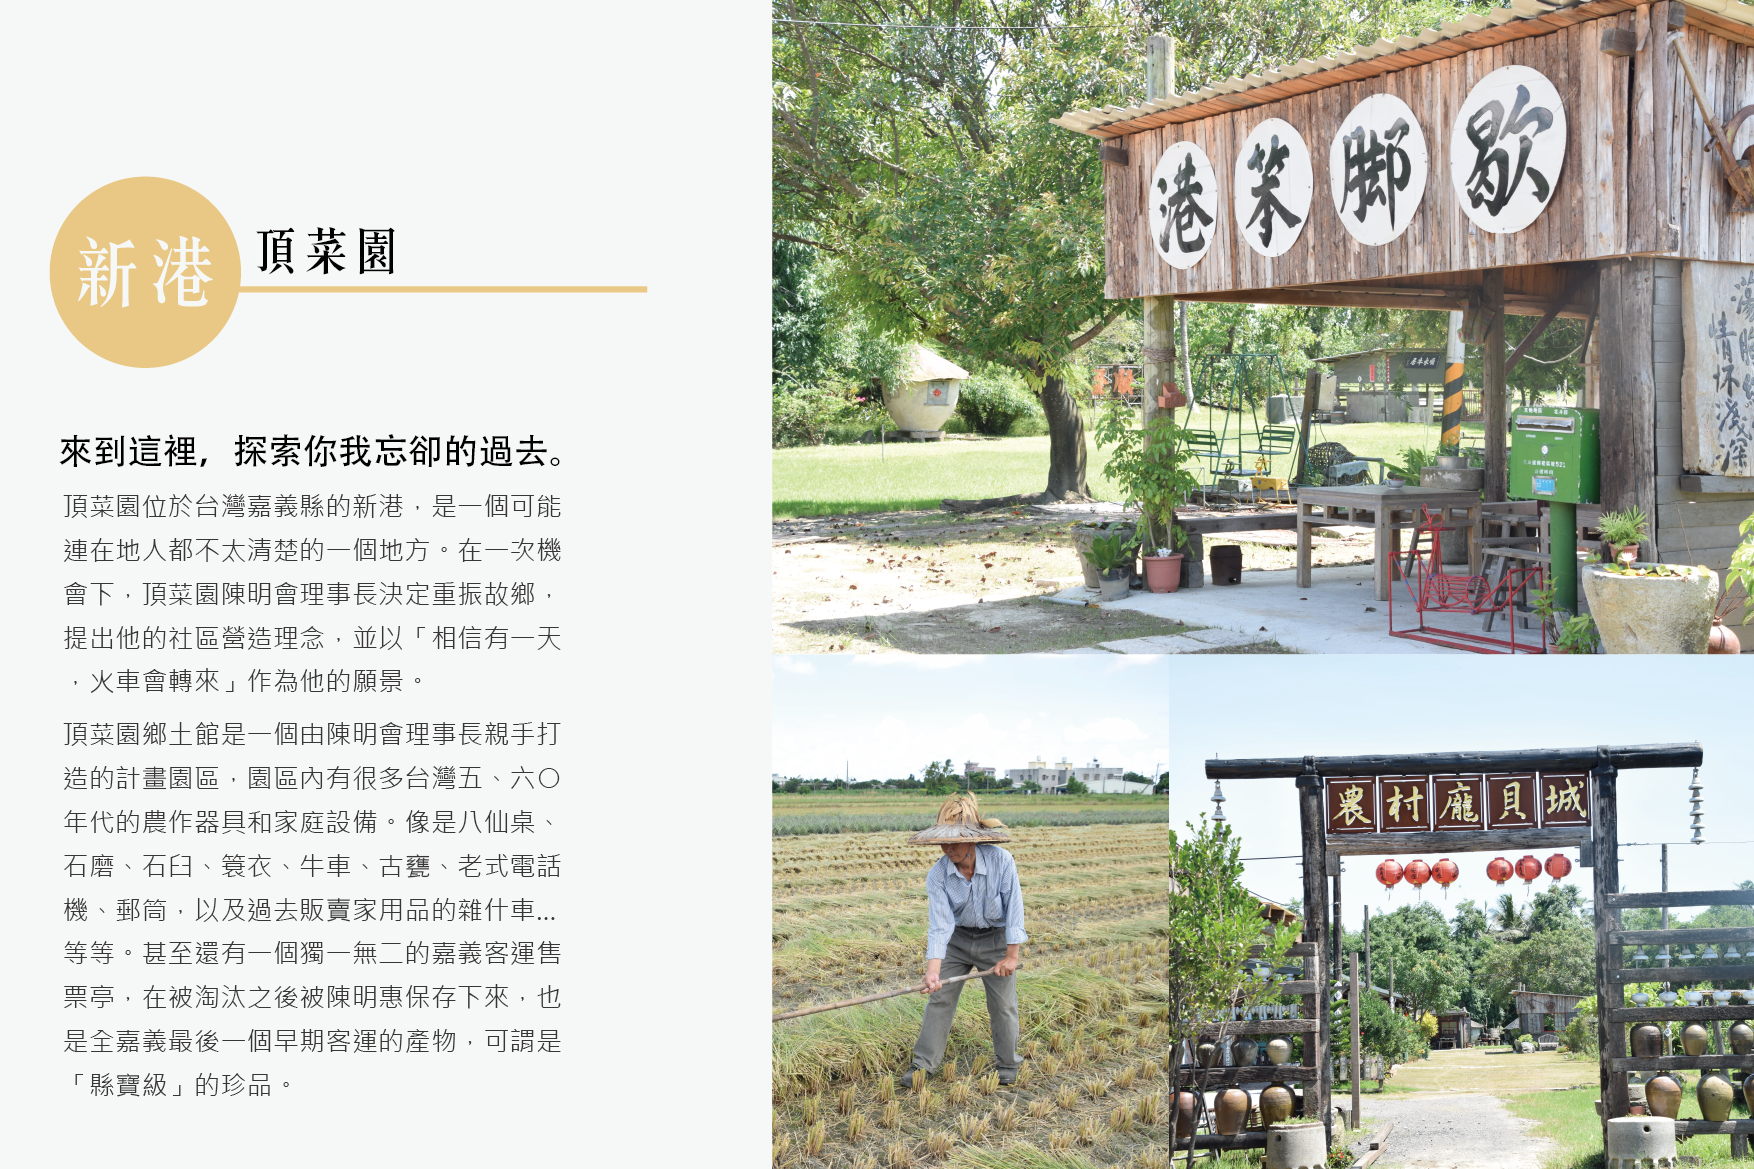 新港
頂菜園
來到這裡，探索你我忘卻的過去。
頂菜園位於台灣嘉義縣的新港，是一個可能
連在地人都不太清楚的一個地方。在一次機
會下，頂菜園陳明會理事長決定重振故鄉，
提出他的社區營造理念，並以「相信有一天
，火車會轉來」作為他的願景。
頂菜園鄉土館是一個由陳明會理事長親手打
造的計畫園區，園區內有很多台灣五、六〇
年代的農作器具和家庭設備。像是八仙桌、
石磨、石臼、簑衣、牛車、古甕、老式電話
機、郵筒，以及過去販賣家用品的雜什車...
等等。甚至還有一個獨一無二的嘉義客運售
票亭，在被淘汰之後被陳明惠保存下來，也
是全嘉義最後一個早期客運的產物，可謂是
「縣寶級」的珍品。
港笨脚歇
農村龐貝城